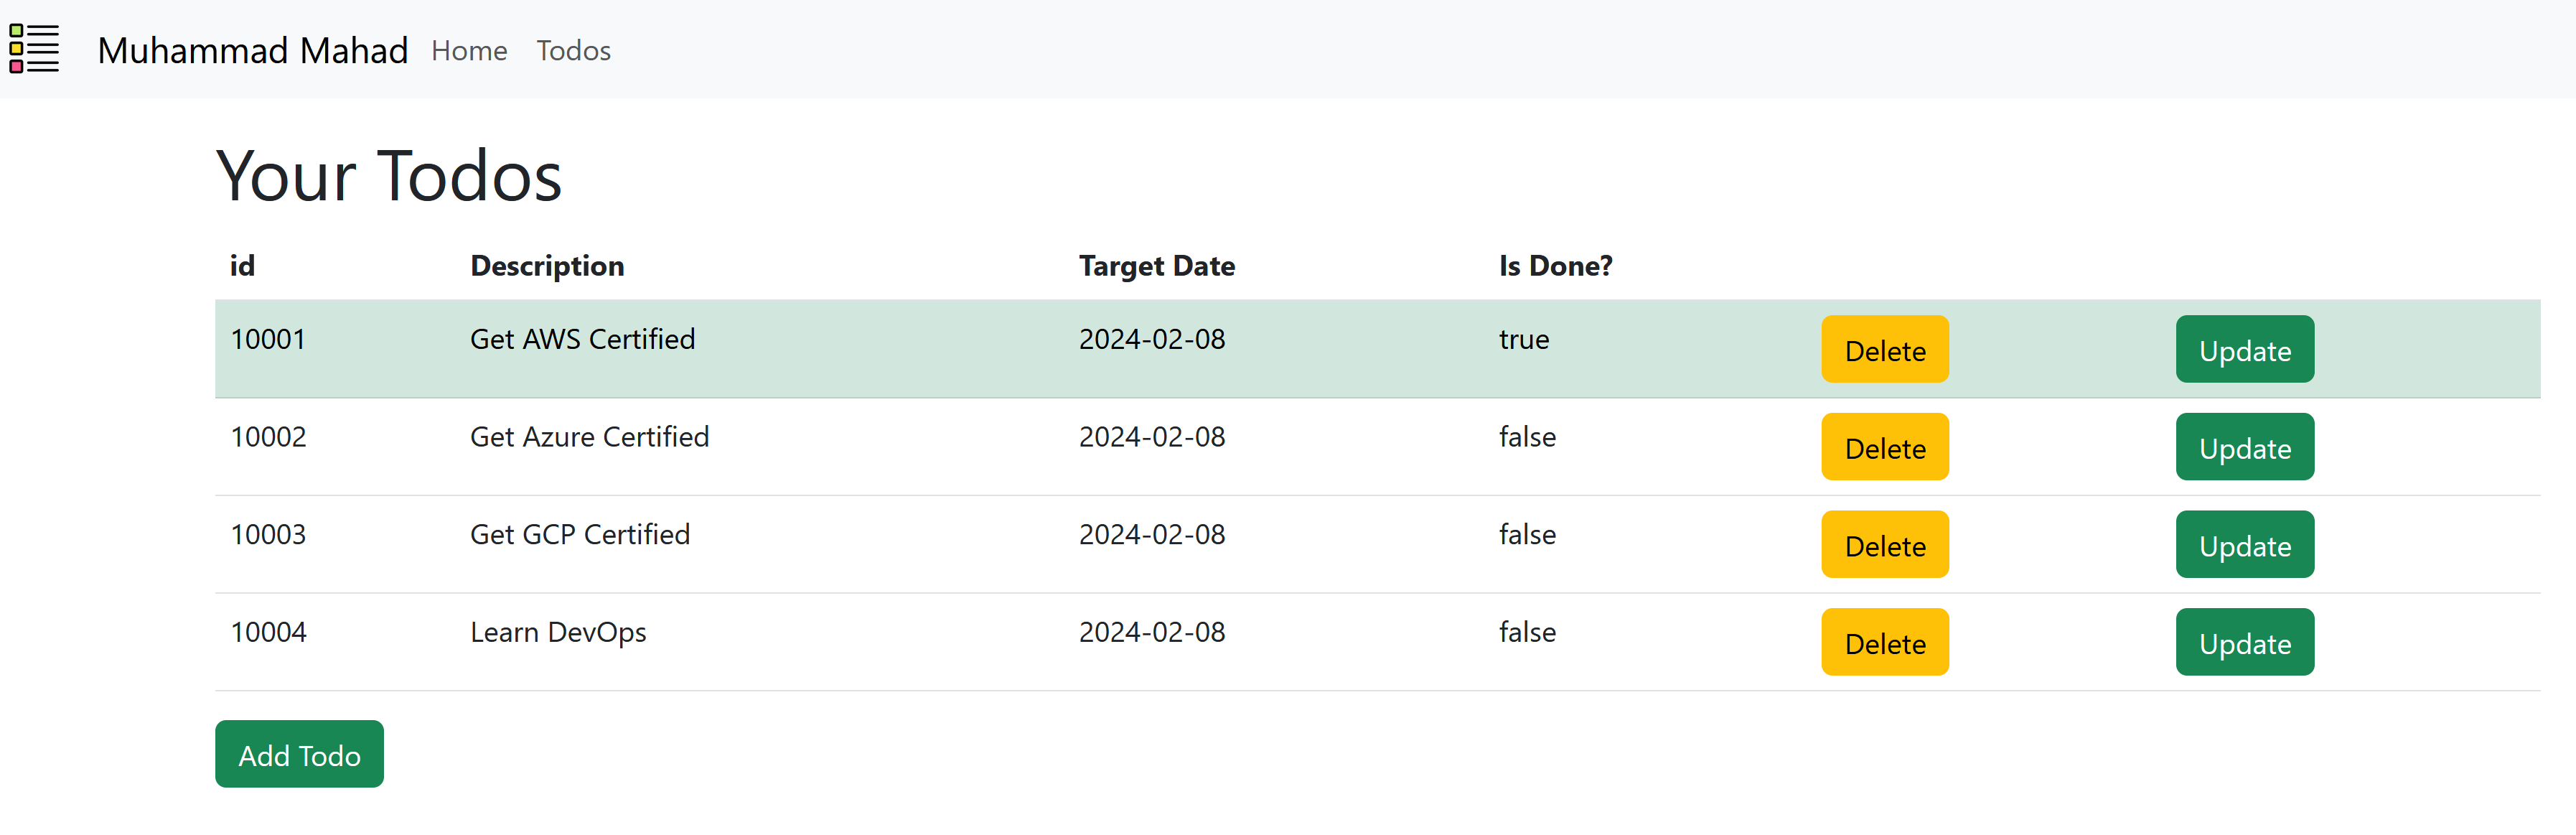 Muhammad Mahad Home Todos
Your Todos
id Description Target Date Is Done?
10001 Get AWS Certified 2024-02-08 true Delete Update
10002 Get Azure Certified 2024-02-08 false Delete Update
10003 Get GCP Certified 2024-02-08 false Delete Update
10004 Learn DevOps 2024-02-08 false Delete Update
Add Todo